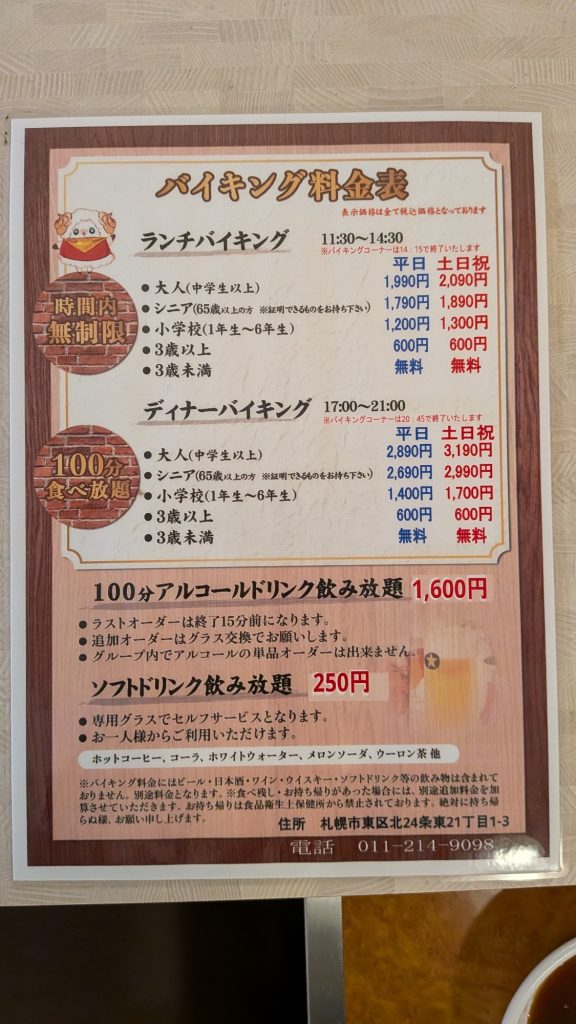 バイキング料金表
表示価格は全て税込価格となっております
ランチバイキング 11:30〜14:30
※バイキングコーナーは14：15で終了いたします
時間内
無制限
平日 土日祝
●大人(中学生以上) 1,990円 2,090円
●シニア(65歳以上の方 ※証明できるものをお持ち下さい) 1,790円 1,890円
●小学校(1年生〜6年生) 1,200円 1,300円
●3歳以上 600円 600円
●3歳未満 無料 無料
ディナーバイキング 17:00〜21:00
※バイキングコーナーは20：45で終了いたします
100分
食べ放題
平日 土日祝
●大人(中学生以上) 2,890円 3,190円
●シニア(65歳以上の方 ※証明できるものをお持ち下さい) 2,690円 2,990円
●小学校(1年生〜6年生) 1,400円 1,700円
●3歳以上 600円 600円
●3歳未満 無料 無料
100分アルコールドリンク飲み放題 1,600円
●ラストオーダーは終了15分前になります。
●追加オーダーはグラス交換でお願いします。
●グループ内でアルコールの単品オーダーは出来ません。
ソフトドリンク飲み放題 250円
●専用グラスでセルフサービスとなります。
●お一人様からご利用いただけます。
ホットコーヒー、コーラ、ホワイトウォーター、メロンソーダ、ウーロン茶 他
※バイキング料金にはビール・日本酒・ワイン・ウイスキー・ソフトドリンク等の飲み物は含まれて
おりません。別途料金となります。※食べ残し・お持ち帰りがあった場合には、別途追加料金を加
算させていただきます。お持ち帰りは食品衛生上保健所から禁止されております。絶対に持ち帰
らぬ様、お願い申し上げます。
住所 札幌市東区北24条東21丁目1-3
電話 011-214-9098